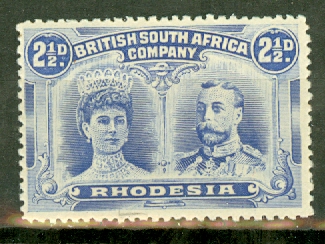 2½D. BRITISH SOUTH AFRICA 2½D.
COMPANY
RHODESIA